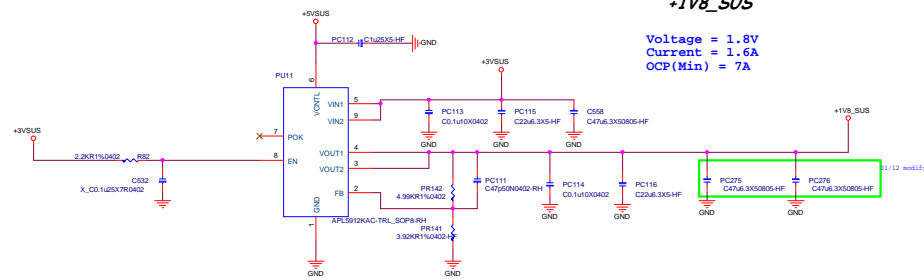 +1V8_SUS
Voltage = 1.8V
Current = 1.6A
OCP(Min) = 7A
+5VSUS
PC112
C1u25X5-HF
GND
+3VSUS
PU11
6
VCNTL
VIN1
5
VIN2
9
PC113
C0.1u10X0402
GND
PC115
C22u6.3X5-HF
GND
C558
C47u6.3X50805-HF
GND
+1V8_SUS
+3VSUS
7
POK
2.2KR1%0402
R82
8
EN
C532
X_C0.1u25X7R0402
VOUT1
4
VOUT2
3
FB
2
GND
1
APL5912KAC-TRL_SOP8-RH
GND
PR142
4.99KR1%0402-HF
PC111
C47p50N0402-RH
PR141
3.92KR1%0402-HF
GND
PC114
C0.1u10X0402
GND
PC116
C22u6.3X5-HF
GND
PC275
C47u6.3X50805-HF
GND
PC276
C47u6.3X50805-HF
GND
01/12 modify